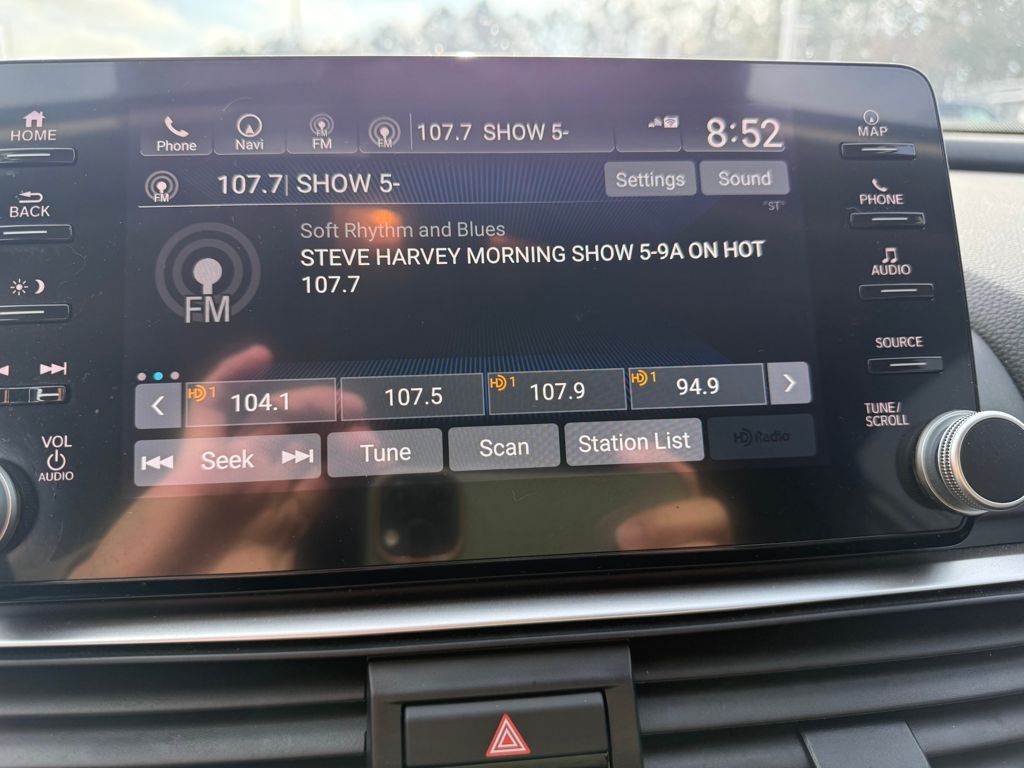 HOME
BACK
VOL
AUDIO
Phone
Navi
FM
FM
FM
107.7 SHOW 5-
8:52
FM
107.7| SHOW 5-
Settings
Sound
"ST"
FM
Soft Rhythm and Blues
STEVE HARVEY MORNING SHOW 5-9A ON HOT
107.7
HD 1 104.1
107.5
HD 1 107.9
HD 1 94.9
Seek
Tune
Scan
Station List
HD Radio
MAP
PHONE
AUDIO
SOURCE
TUNE/
SCROLL